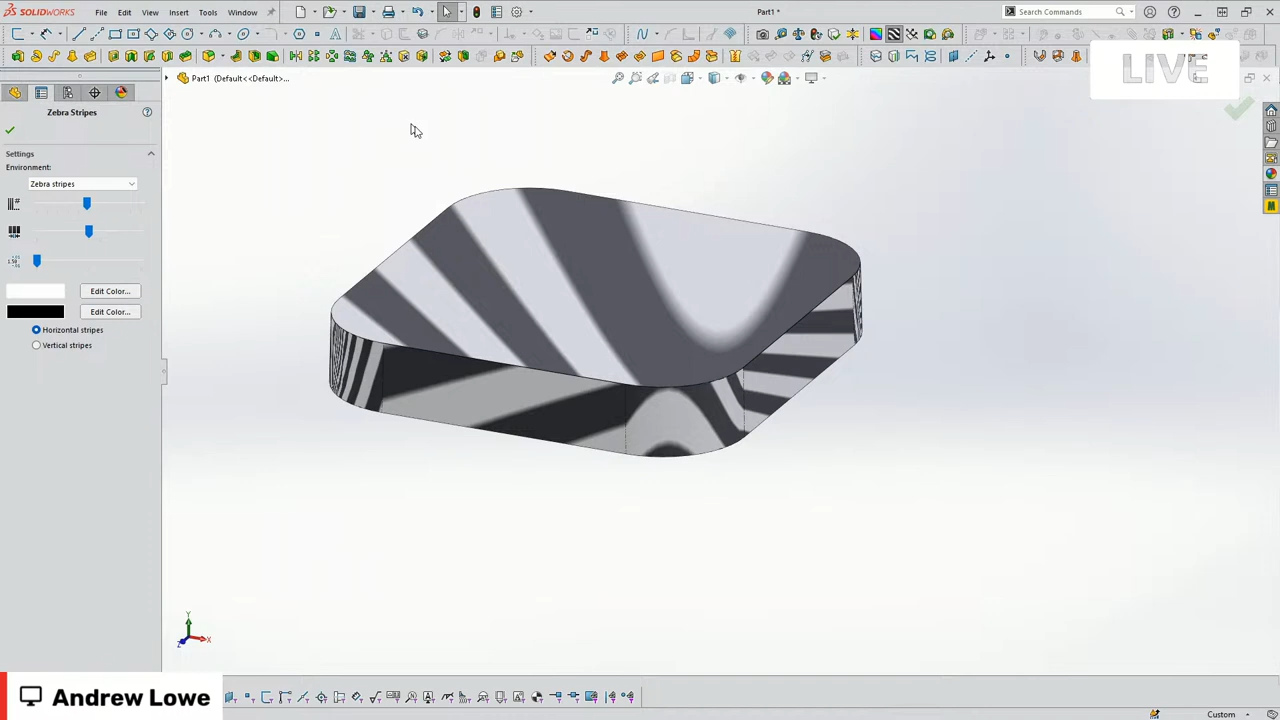 SOLIDWORKS File Edit View Insert Tools Window Part1 * Search Commands
Part1 (Default<<Default>...
LIVE
Zebra Stripes
Settings
Environment:
Zebra stripes
Edit Color...
Edit Color...
Horizontal stripes
Vertical stripes
Y
X
Z
Andrew Lowe
Custom